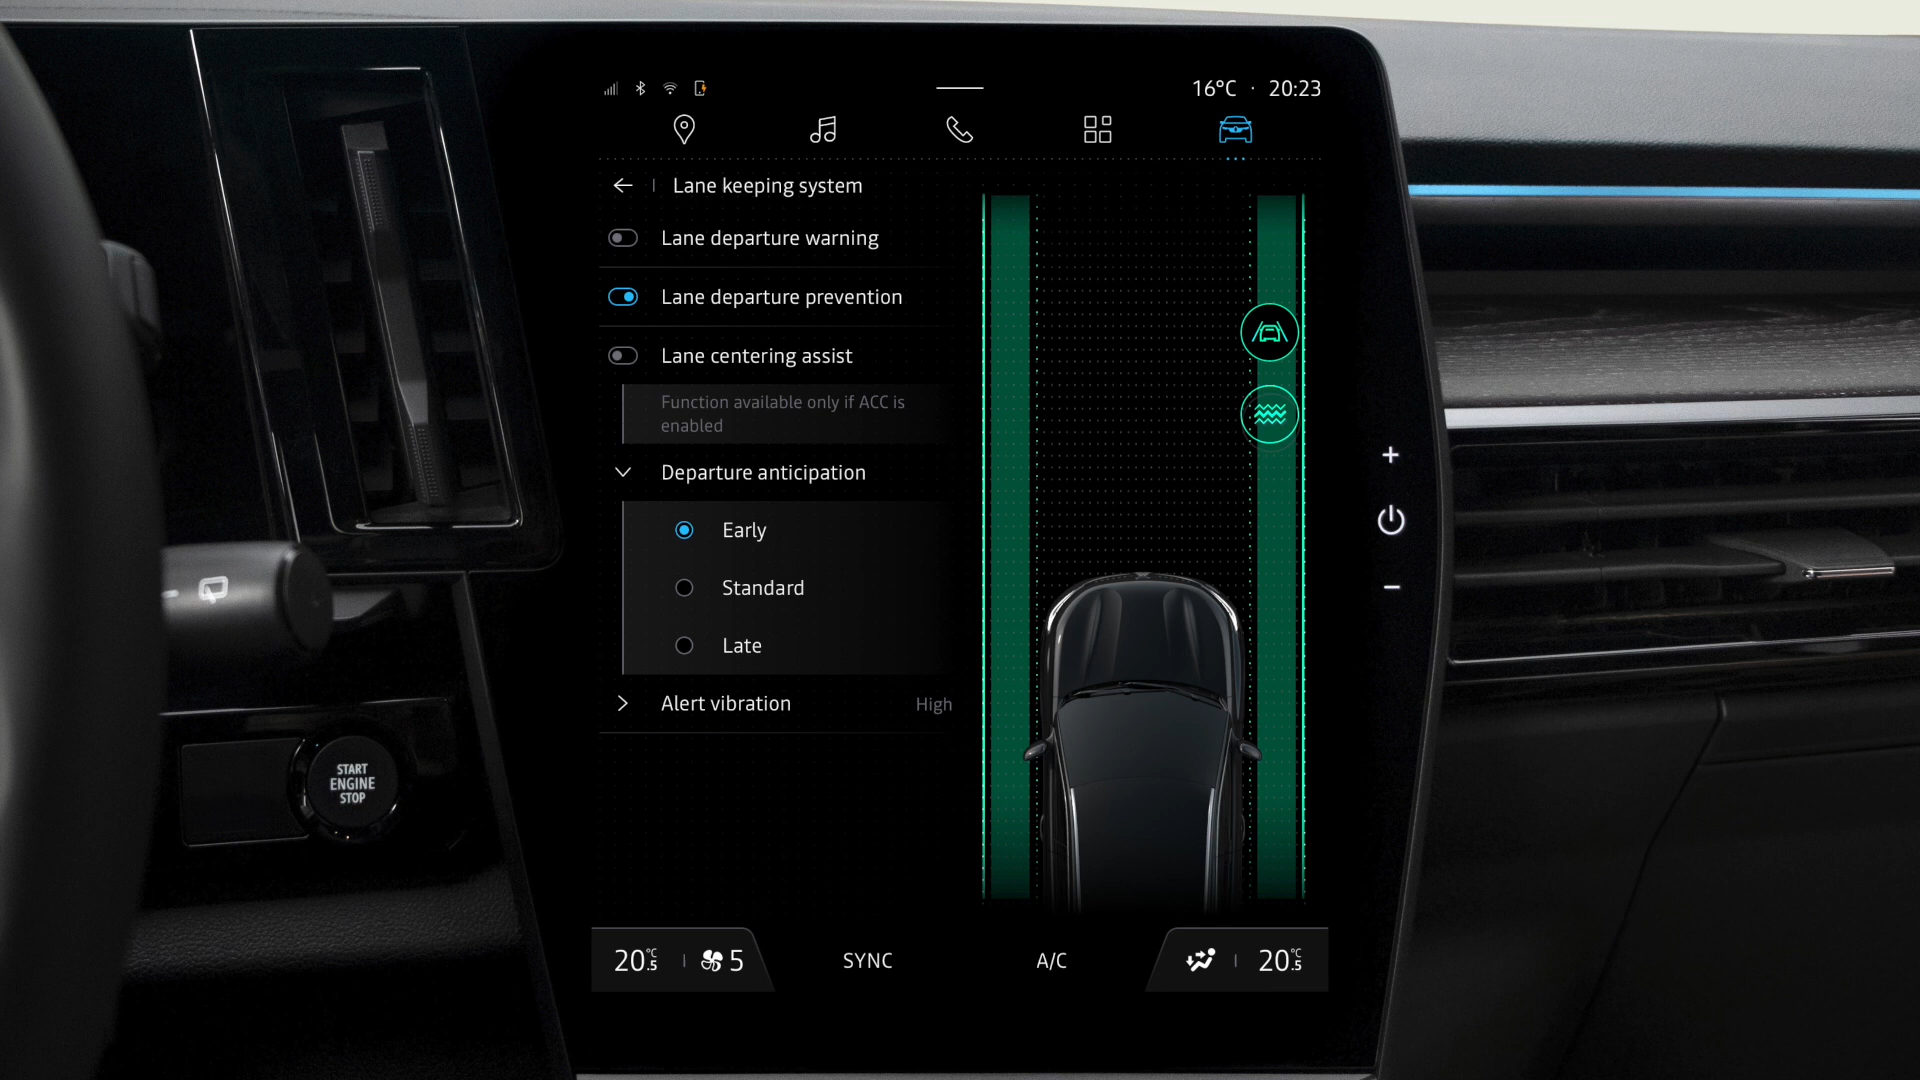 16°C · 20:23
Lane keeping system
Lane departure warning
Lane departure prevention
Lane centering assist
Function available only if ACC is
enabled
Departure anticipation
Early
Standard
Late
Alert vibration High
START
ENGINE
STOP
20.5°C 5 SYNC A/C 20.5°C